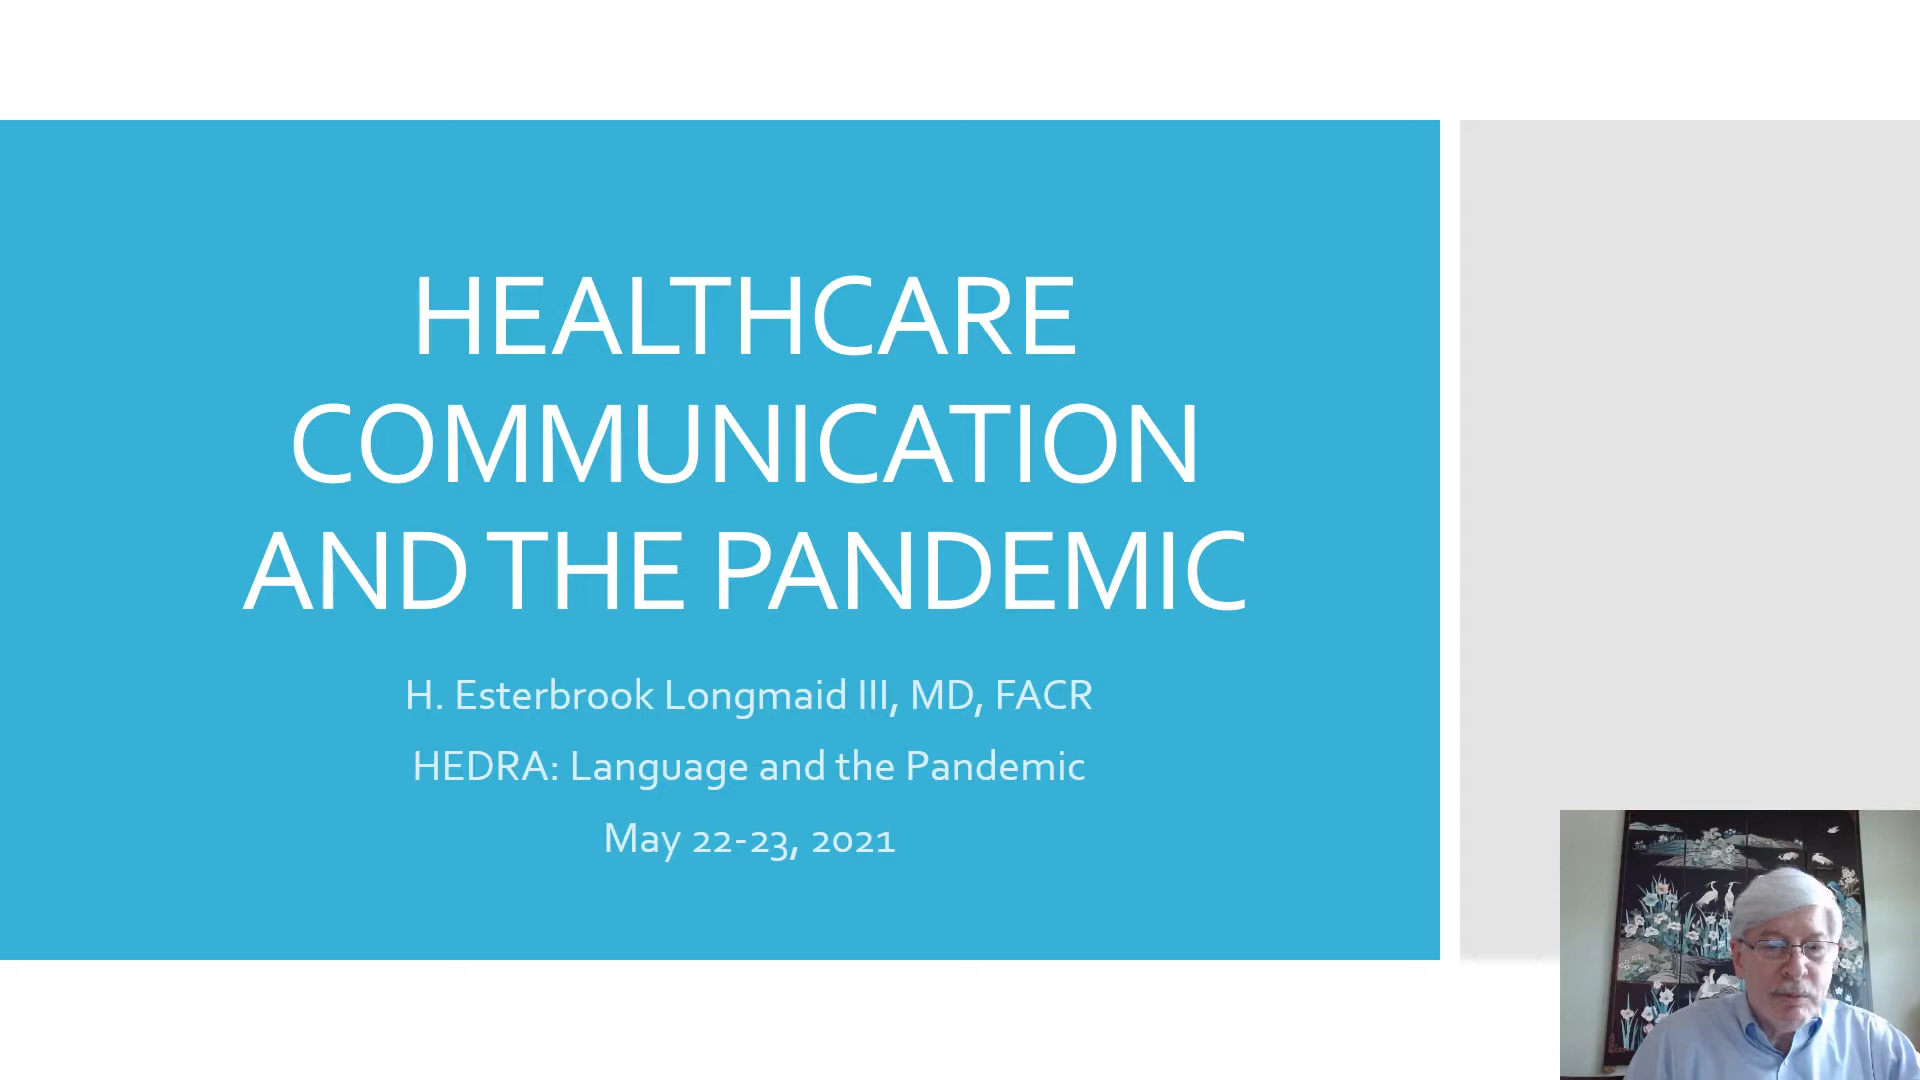 HEALTHCARE
COMMUNICATION
AND THE PANDEMIC
H. Esterbrook Longmaid III, MD, FACR
HEDRA: Language and the Pandemic
May 22-23, 2021